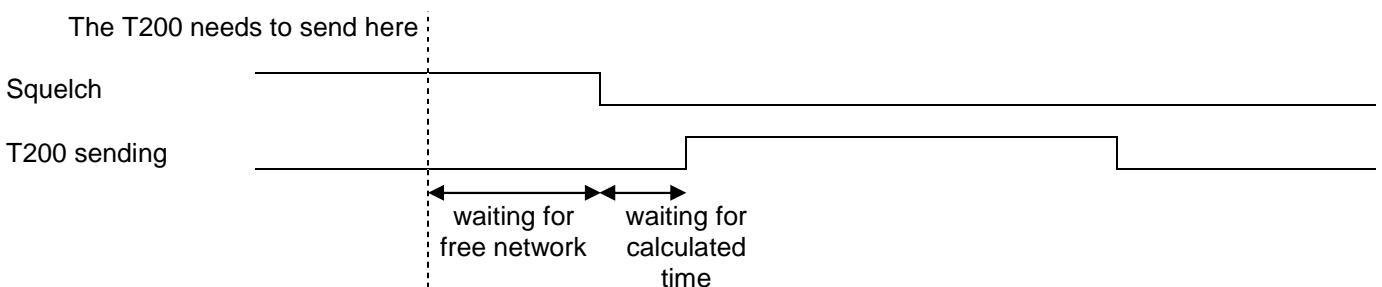 The T200 needs to send here
Squelch
T200 sending
waiting for
free network
waiting for
calculated
time